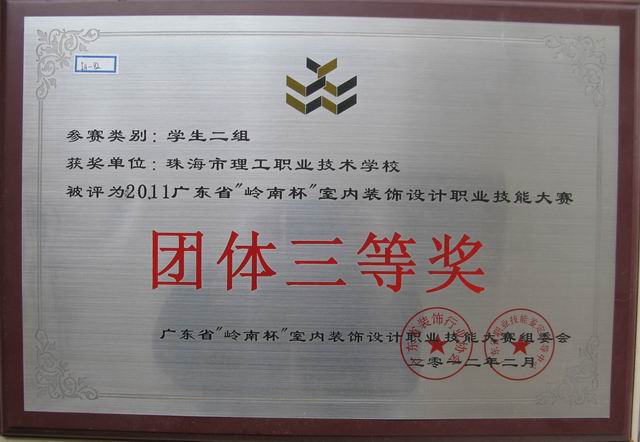 参赛类别：学生二组
获奖单位：珠海市理工职业技术学校
被评为2011广东省"岭南杯"室内装饰设计职业技能大赛
团体三等奖
广东省"岭南杯"室内装饰设计职业技能大赛组委会
二零一二年二月